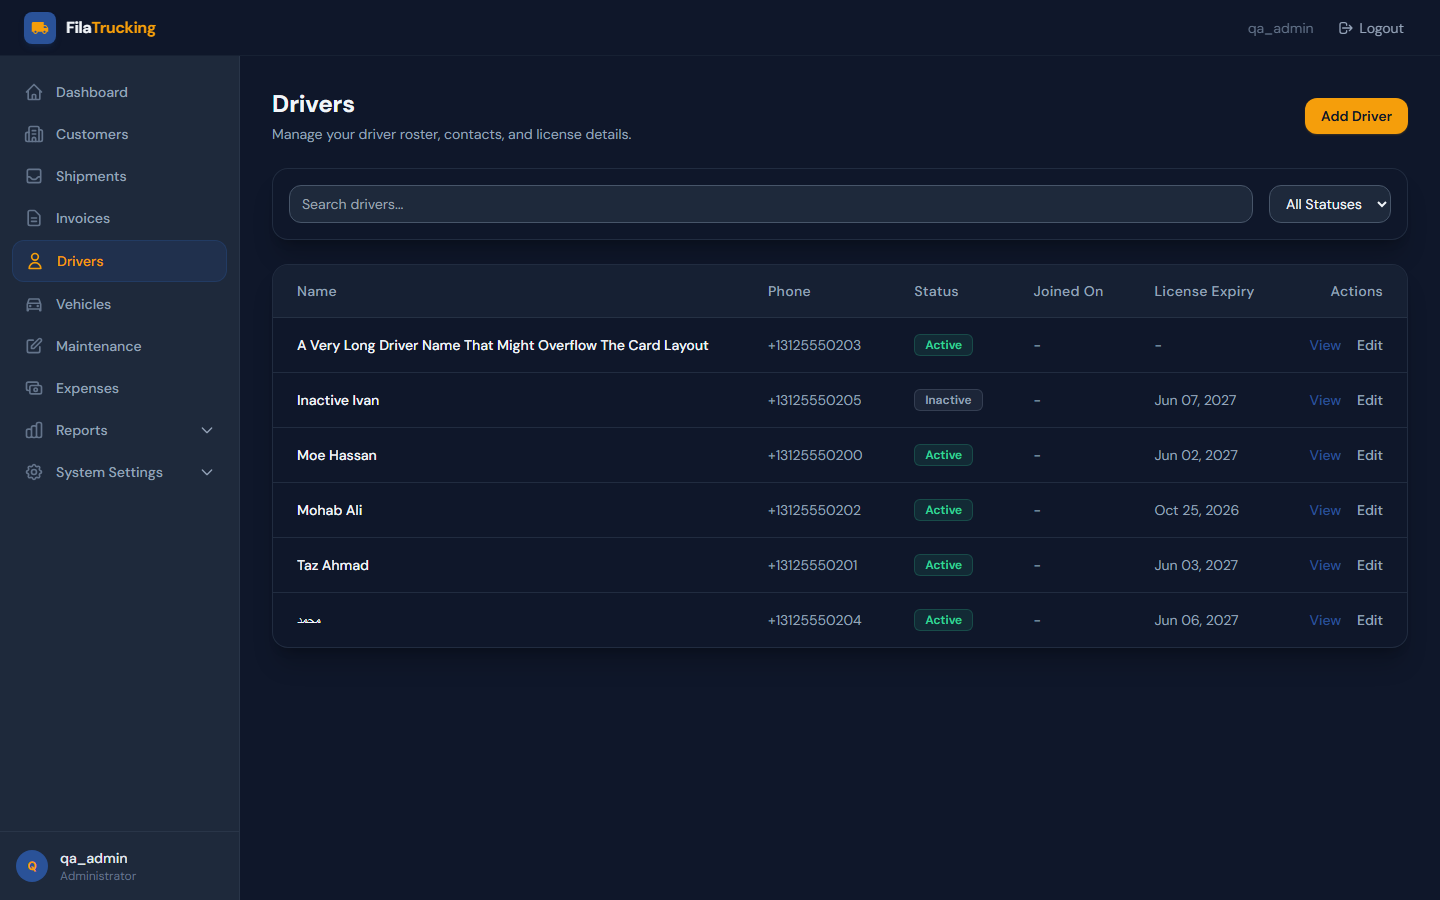 FilaTrucking
qa_admin
Logout
Dashboard
Customers
Shipments
Invoices
Drivers
Vehicles
Maintenance
Expenses
Reports
System Settings
qa_admin
Administrator
Drivers
Manage your driver roster, contacts, and license details.
Add Driver
Search drivers...
All Statuses
Name Phone Status Joined On License Expiry Actions
A Very Long Driver Name That Might Overflow The Card Layout +13125550203 Active - - View Edit
Inactive Ivan +13125550205 Inactive - Jun 07, 2027 View Edit
Moe Hassan +13125550200 Active - Jun 02, 2027 View Edit
Mohab Ali +13125550202 Active - Oct 25, 2026 View Edit
Taz Ahmad +13125550201 Active - Jun 03, 2027 View Edit
محمد +13125550204 Active - Jun 06, 2027 View Edit
Q